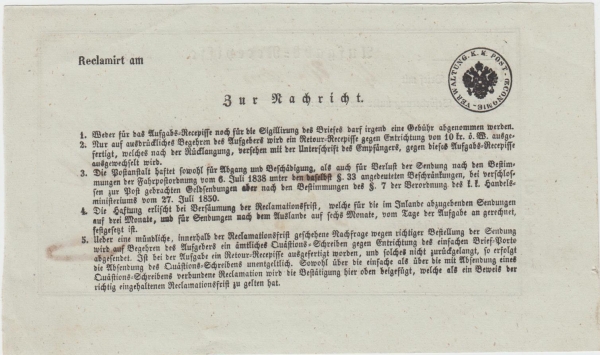 Reclamirt am
K. K. POST-OECONOMIE-VERWALTUNG.
Zur Nachricht.
1. Weder für das Aufgabs-Recepisse noch für die Sigillirung des Briefes darf irgend eine Gebühr abgenommen werden.
2. Nur auf ausdrückliches Begehren des Aufgebers wird ein Retour-Recepisse gegen Entrichtung von 10 kr. ö. W. ausge-
fertigt, welches nach der Rücklangung, versehen mit der Unterschrift des Empfängers, gegen dieses Aufgabs-Recepisse
ausgewechselt wird.
3. Die Postanstalt haftet sowohl für Abgang und Beschädigung, als auch für Verlust der Sendung nach den Bestim-
mungen der Fahrpostordnung vom 6. Juli 1838 unter den daselbst § 33 angedeuteten Beschränkungen, bei verschlos-
sen zur Post gebrachten Geldsendungen aber nach den Bestimmungen des § 7 der Verordnung des k. k. Handels-
ministeriums vom 27. Juli 1850.
4. Die Haftung erlischt bei Versäumung der Reclamationsfrist, welche für die im Inlande abzugebenden Sendungen
auf drei Monate, und für Sendungen nach dem Auslande auf sechs Monate, vom Tage der Aufgabe an gerechnet,
festgesetzt ist.
5. Ueber eine mündliche, innerhalb der Reclamationsfrist geschehene Nachfrage wegen richtiger Bestellung der Sendung
wird auf Begehren des Aufgebers ein ämtliches Quästions-Schreiben gegen Entrichtung des einfachen Brief-Porto
abgesendet. Ist bei der Aufgabe ein Retour-Recepisse ausgefertigt worden, und solches nicht zurückgelangt, so erfolgt
die Absendung des Quästions-Schreibens unentgeltlich. Sowohl über die einfache als über die mit Absendung eines
Quästions-Schreibens verbundene Reclamation wird die Bestätigung hier oben beigefügt, welche als ein Beweis der
richtig eingehaltenen Reclamationsfrist zu gelten hat.